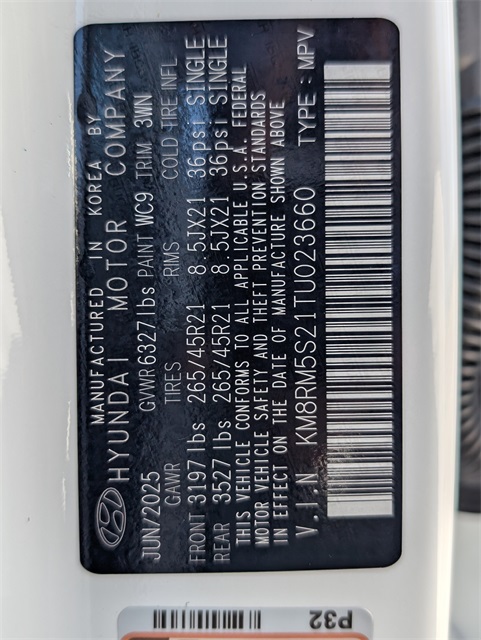 MANUFACTURED IN KOREA BY
HYUNDAI MOTOR COMPANY
JUN/2025 GVWR6327lbs PAINT WC9 TRIM 3MN
GAWR TIRES RIMS COLD TIRE INFL
FRONT 3197lbs 265/45R21 8.5JX21 36psi SINGLE
REAR 3527lbs 265/45R21 8.5JX21 36psi SINGLE
THIS VEHICLE CONFORMS TO ALL APPLICABLE U.S.A. FEDERAL
MOTOR VEHICLE SAFETY AND THEFT PREVENTION STANDARDS
IN EFFECT ON THE DATE OF MANUFACTURE SHOWN ABOVE
V.I.N KM8RM5S21TU023660 TYPE : MPV
P32